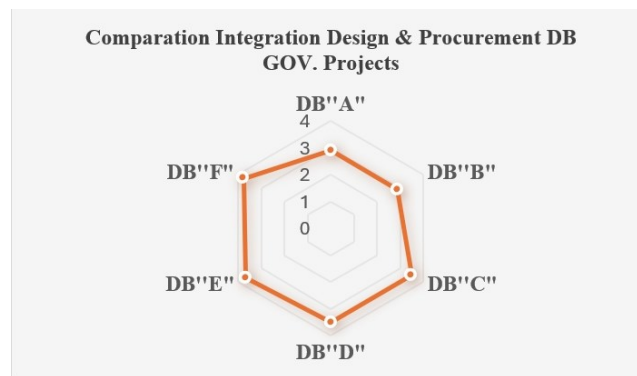 Comparation Integration Design & Procurement DB
GOV. Projects
DB"A"
4
3
2
1
0
DB"B"
DB"C"
DB"D"
DB"E"
DB"F"